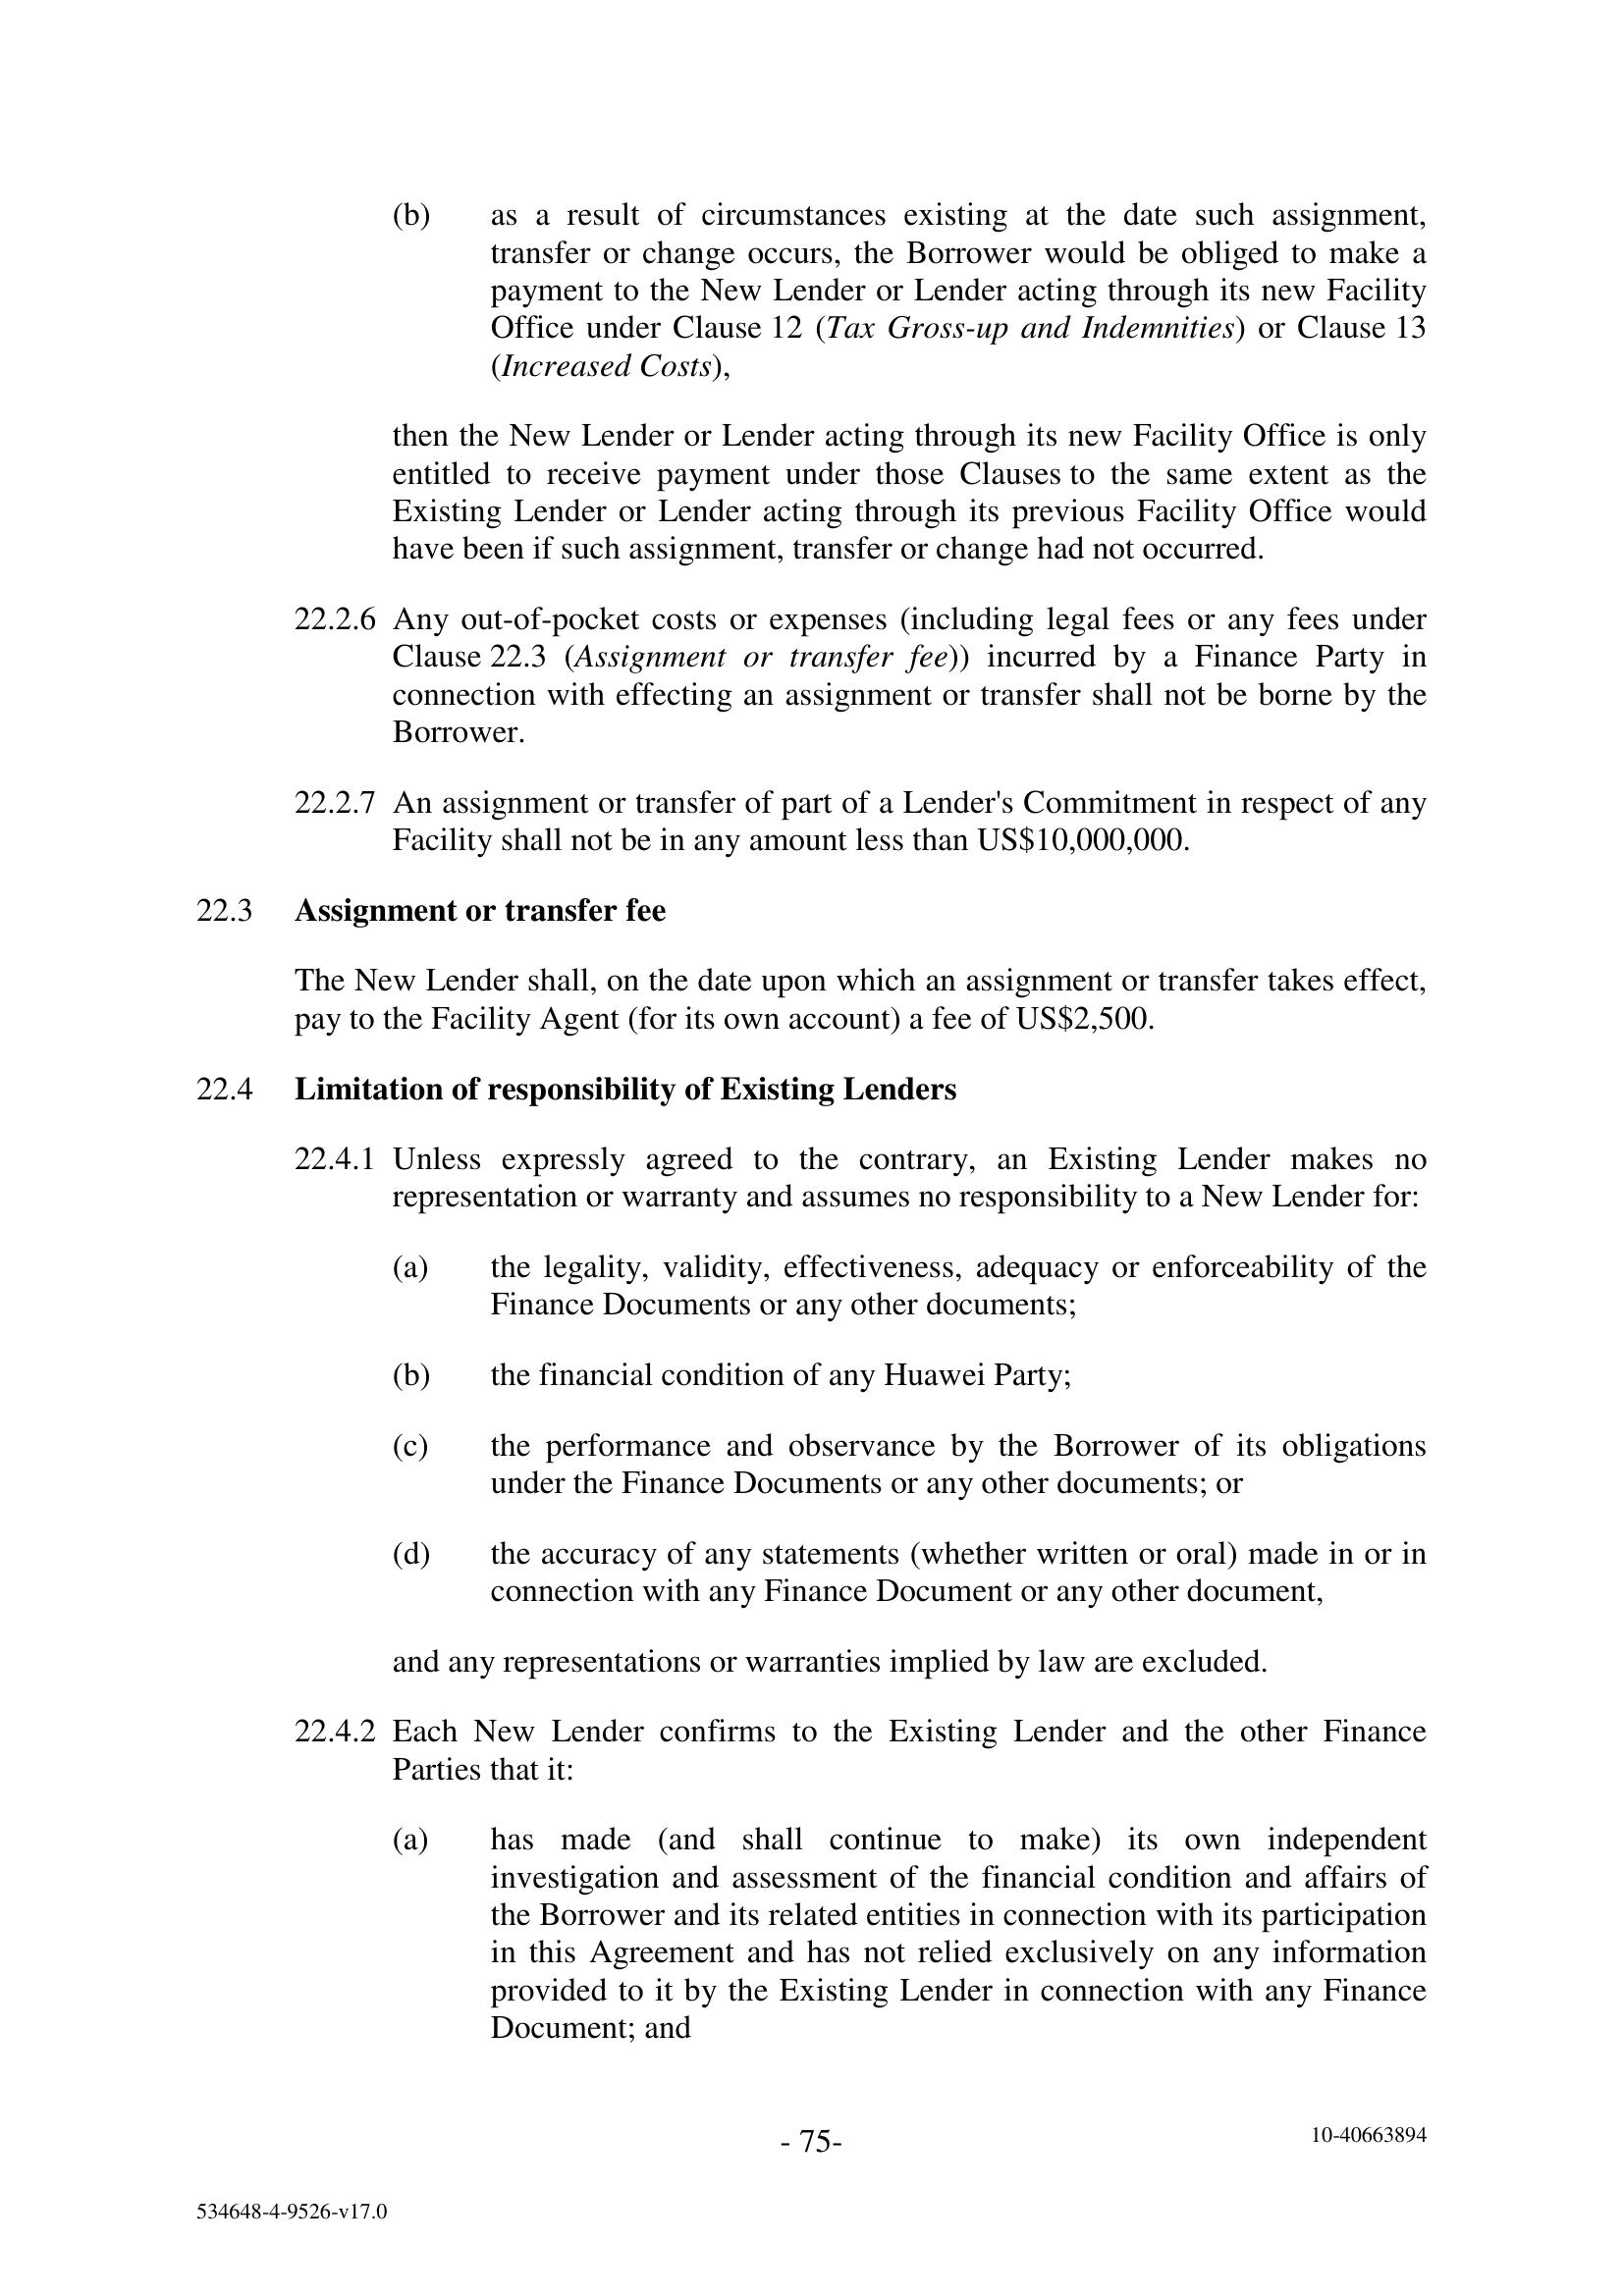 (b) as a result of circumstances existing at the date such assignment,
transfer or change occurs, the Borrower would be obliged to make a
payment to the New Lender or Lender acting through its new Facility
Office under Clause 12 (Tax Gross-up and Indemnities) or Clause 13
(Increased Costs),
then the New Lender or Lender acting through its new Facility Office is only
entitled to receive payment under those Clauses to the same extent as the
Existing Lender or Lender acting through its previous Facility Office would
have been if such assignment, transfer or change had not occurred.
22.2.6 Any out-of-pocket costs or expenses (including legal fees or any fees under
Clause 22.3 (Assignment or transfer fee)) incurred by a Finance Party in
connection with effecting an assignment or transfer shall not be borne by the
Borrower.
22.2.7 An assignment or transfer of part of a Lender's Commitment in respect of any
Facility shall not be in any amount less than US$10,000,000.
22.3 Assignment or transfer fee
The New Lender shall, on the date upon which an assignment or transfer takes effect,
pay to the Facility Agent (for its own account) a fee of US$2,500.
22.4 Limitation of responsibility of Existing Lenders
22.4.1 Unless expressly agreed to the contrary, an Existing Lender makes no
representation or warranty and assumes no responsibility to a New Lender for:
(a) the legality, validity, effectiveness, adequacy or enforceability of the
Finance Documents or any other documents;
(b) the financial condition of any Huawei Party;
(c) the performance and observance by the Borrower of its obligations
under the Finance Documents or any other documents; or
(d) the accuracy of any statements (whether written or oral) made in or in
connection with any Finance Document or any other document,
and any representations or warranties implied by law are excluded.
22.4.2 Each New Lender confirms to the Existing Lender and the other Finance
Parties that it:
(a) has made (and shall continue to make) its own independent
investigation and assessment of the financial condition and affairs of
the Borrower and its related entities in connection with its participation
in this Agreement and has not relied exclusively on any information
provided to it by the Existing Lender in connection with any Finance
Document; and
- 75-
10-40663894
534648-4-9526-v17.0